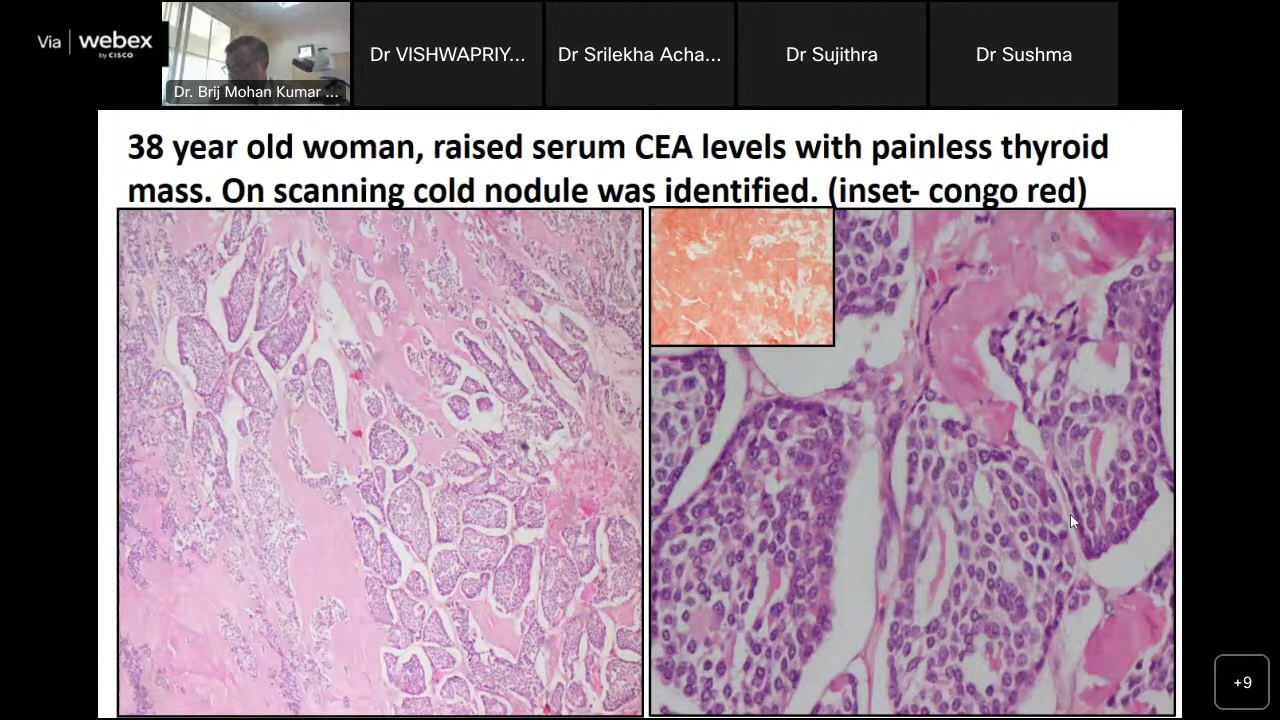 Via | webex
by CISCO
Dr. Brij Mohan Kumar ...
Dr VISHWAPRIY...
Dr Srilekha Acha...
Dr Sujithra
Dr Sushma
38 year old woman, raised serum CEA levels with painless thyroid
mass. On scanning cold nodule was identified. (inset- congo red)
+9